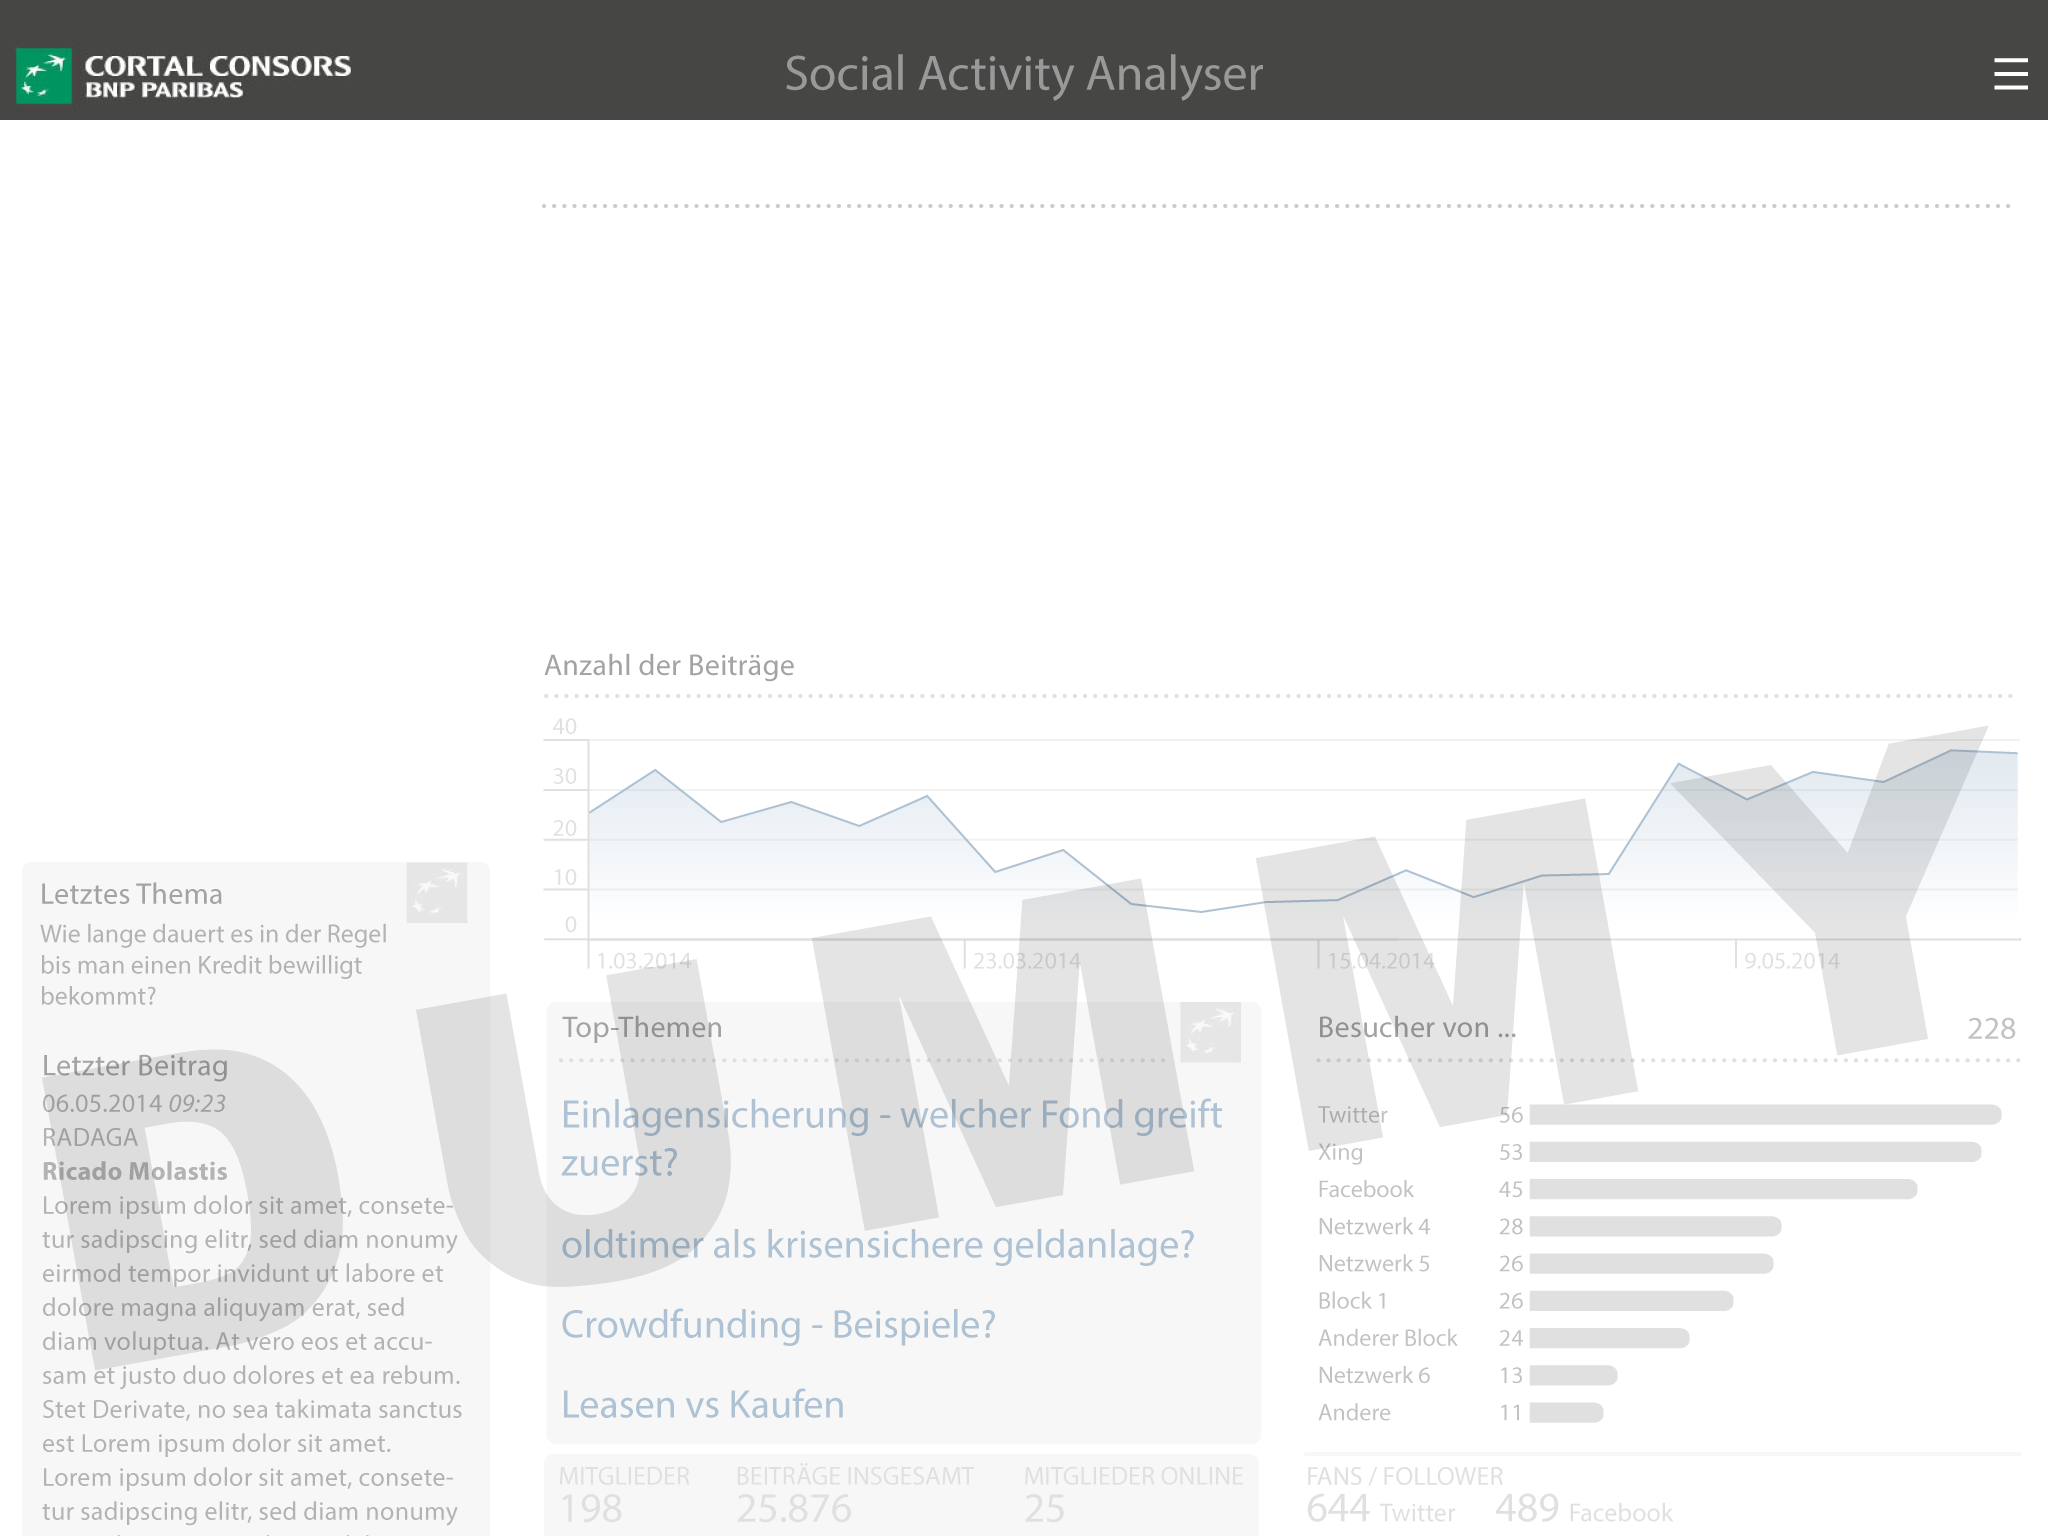 CORTAL CONSORS
BNP PARIBAS
Social Activity Analyser
Anzahl der Beiträge
40
30
20
10
0
1.03.2014
23.03.2014
15.04.2014
9.05.2014
Letztes Thema
Wie lange dauert es in der Regel
bis man einen Kredit bewilligt
bekommt?
Letzter Beitrag
06.05.2014 09:23
RADAGA
Ricado Molastis
Lorem ipsum dolor sit amet, consete-
tur sadipscing elitr, sed diam nonumy
eirmod tempor invidunt ut labore et
dolore magna aliquyam erat, sed
diam voluptua. At vero eos et accu-
sam et justo duo dolores et ea rebum.
Stet Derivate, no sea takimata sanctus
est Lorem ipsum dolor sit amet.
Lorem ipsum dolor sit amet, consete-
tur sadipscing elitr, sed diam nonumy
Top-Themen
Einlagensicherung - welcher Fond greift
zuerst?
oldtimer als krisensichere geldanlage?
Crowdfunding - Beispiele?
Leasen vs Kaufen
Besucher von ... 228
Twitter 56
Xing 53
Facebook 45
Netzwerk 4 28
Netzwerk 5 26
Block 1 26
Anderer Block 24
Netzwerk 6 13
Andere 11
MITGLIEDER BEITRÄGE INSGESAMT MITGLIEDER ONLINE
198 25.876 25
FANS / FOLLOWER
644 Twitter 489 Facebook
DUMMY